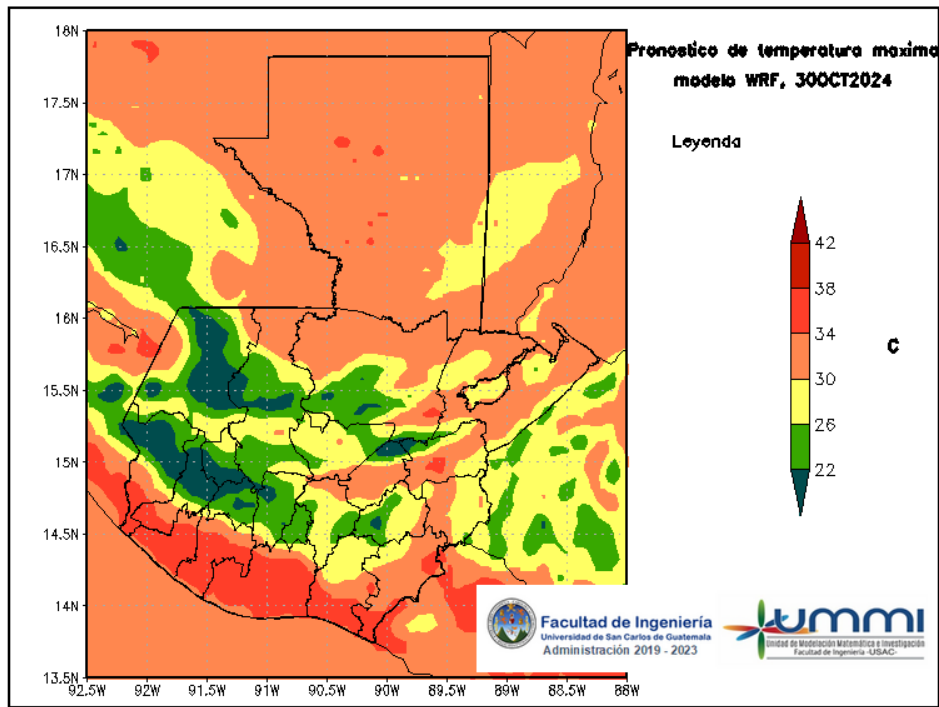 Pronostico de temperatura maxima
modelo WRF, 30OCT2024
Leyenda
18N
17.5N
17N
16.5N
16N
15.5N
15N
14.5N
14N
13.5N
92.5W
92W
91.5W
91W
90.5W
90W
89.5W
89W
88.5W
88W
42
38
34
30
26
22
C
Facultad de Ingeniería
Universidad de San Carlos de Guatemala
Administración 2019 - 2023
UMMI
Unidad de Modelación Matemática e Investigación
Facultad de Ingeniería -USAC-